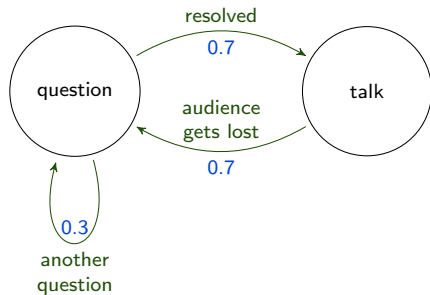 resolved
0.7
question
talk
audience
gets lost
0.7
0.3
another
question